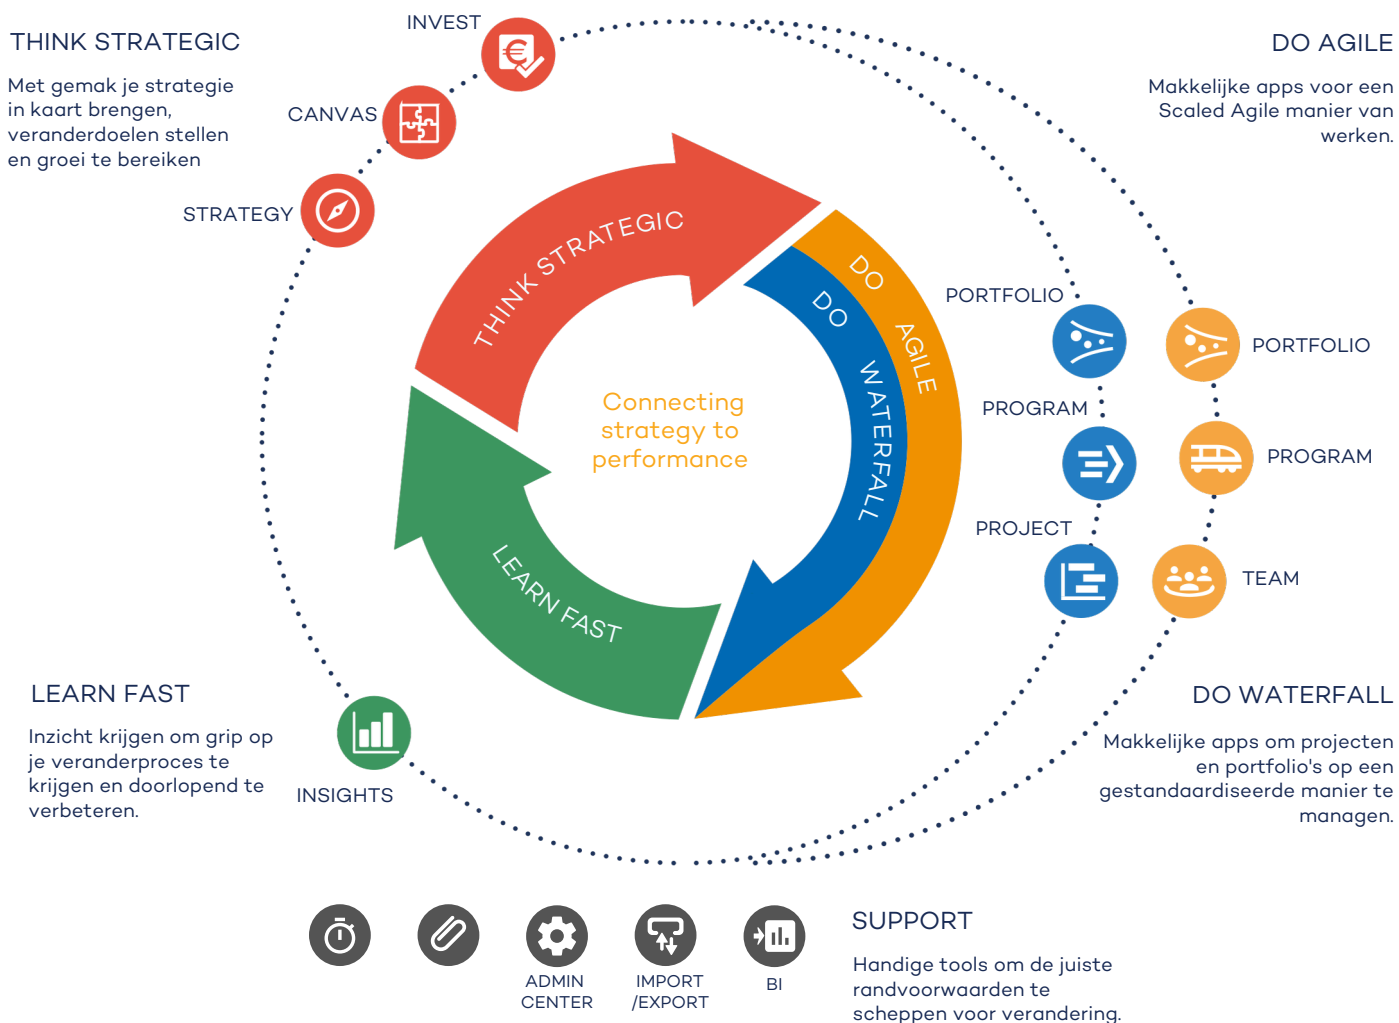 INVEST
THINK STRATEGIC
Met gemak je strategie
in kaart brengen,
veranderdoelen stellen
en groei te bereiken
CANVAS
STRATEGY
DO AGILE
Makkelijke apps voor een
Scaled Agile manier van
werken.
THINK STRATEGIC
DO AGILE
DO WATERFALL
LEARN FAST
Connecting
strategy to
performance
PORTFOLIO
PROGRAM
PROJECT
PORTFOLIO
PROGRAM
TEAM
LEARN FAST
Inzicht krijgen om grip op
je veranderproces te
krijgen en doorlopend te
verbeteren.
INSIGHTS
DO WATERFALL
Makkelijke apps om projecten
en portfolio's op een
gestandaardiseerde manier te
managen.
ADMIN
CENTER
IMPORT
/EXPORT
BI
SUPPORT
Handige tools om de juiste
randvoorwaarden te
scheppen voor verandering.